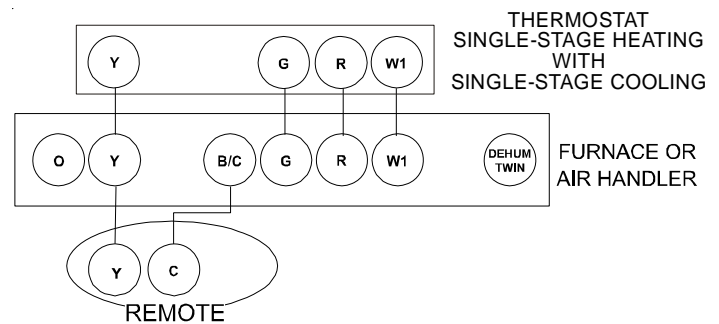 THERMOSTAT
SINGLE-STAGE HEATING
WITH
SINGLE-STAGE COOLING
Y G R W1
O Y B/C G R W1 DEHUM TWIN
FURNACE OR
AIR HANDLER
Y C
REMOTE